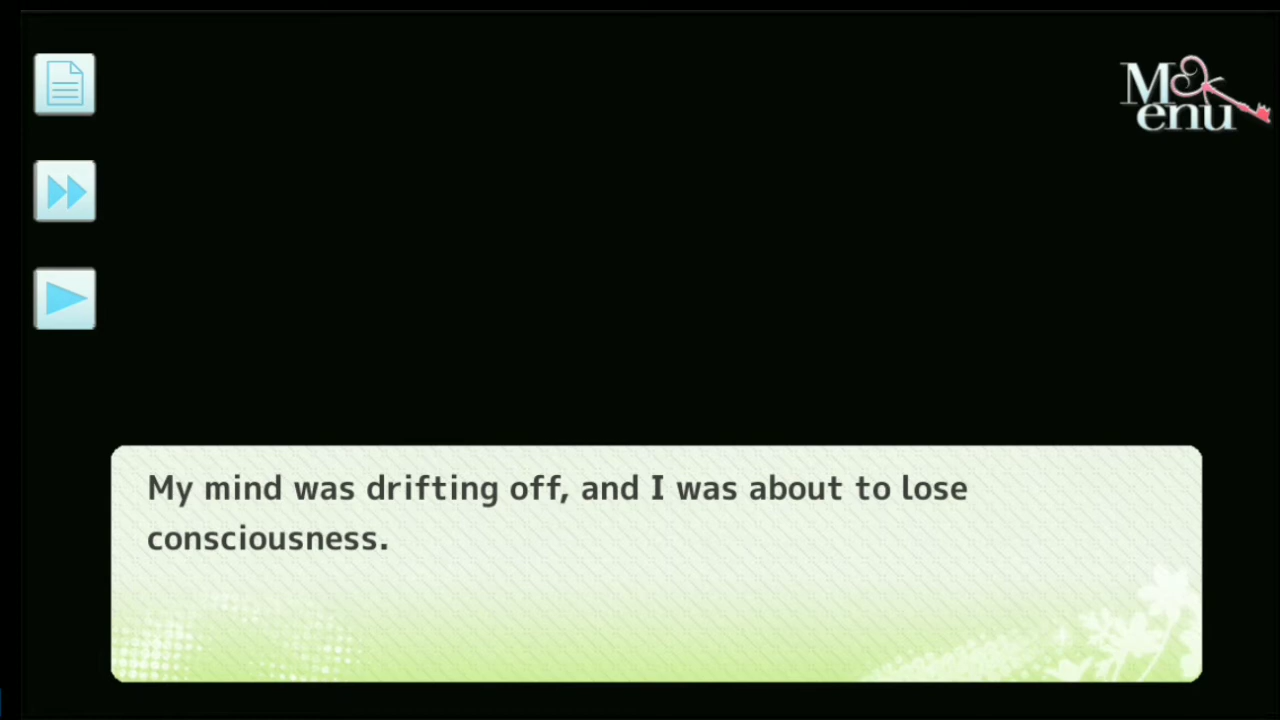 Menu
My mind was drifting off, and I was about to lose
consciousness.